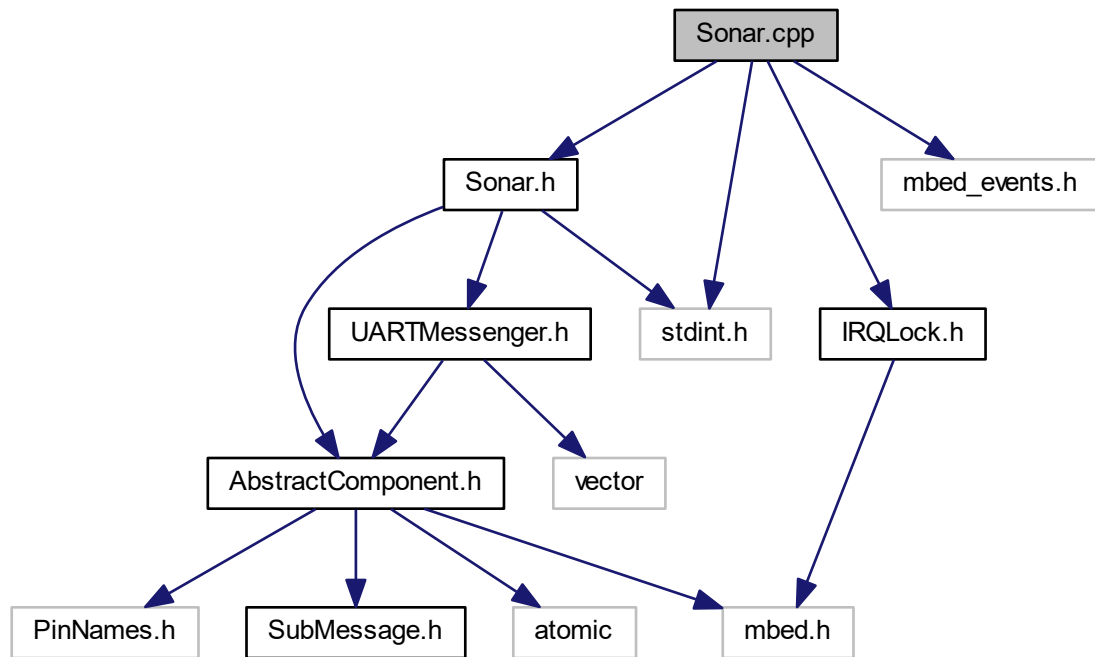 Sonar.cpp
Sonar.h
mbed_events.h
UARTMessenger.h
stdint.h
IRQLock.h
AbstractComponent.h
vector
PinNames.h
SubMessage.h
atomic
mbed.h